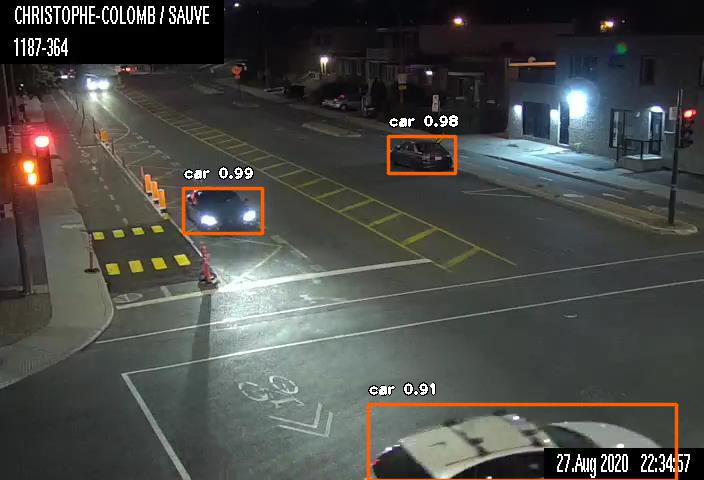 CHRISTOPHE-COLOMB / SAUVE
1187-364
car 0.98
car 0.99
car 0.91
27.Aug 2020 22:34:57